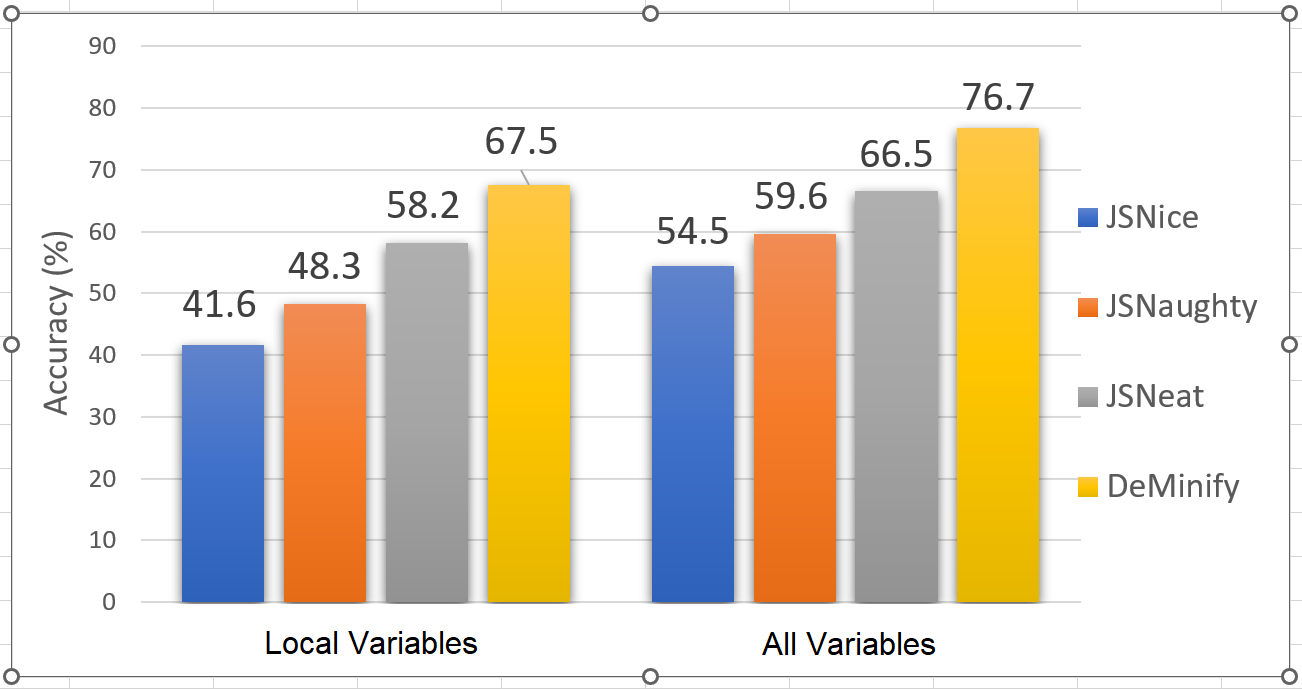 Accuracy (%)
90
80
70
60
50
40
30
20
10
0
41.6
48.3
58.2
67.5
54.5
59.6
66.5
76.7
Local Variables
All Variables
JSNice
JSNaughty
JSNeat
DeMinify